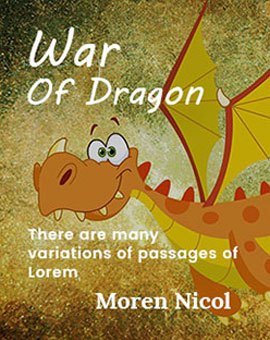 War
Of Dragon
There are many
variations of passages of
Lorem
Moren Nicol